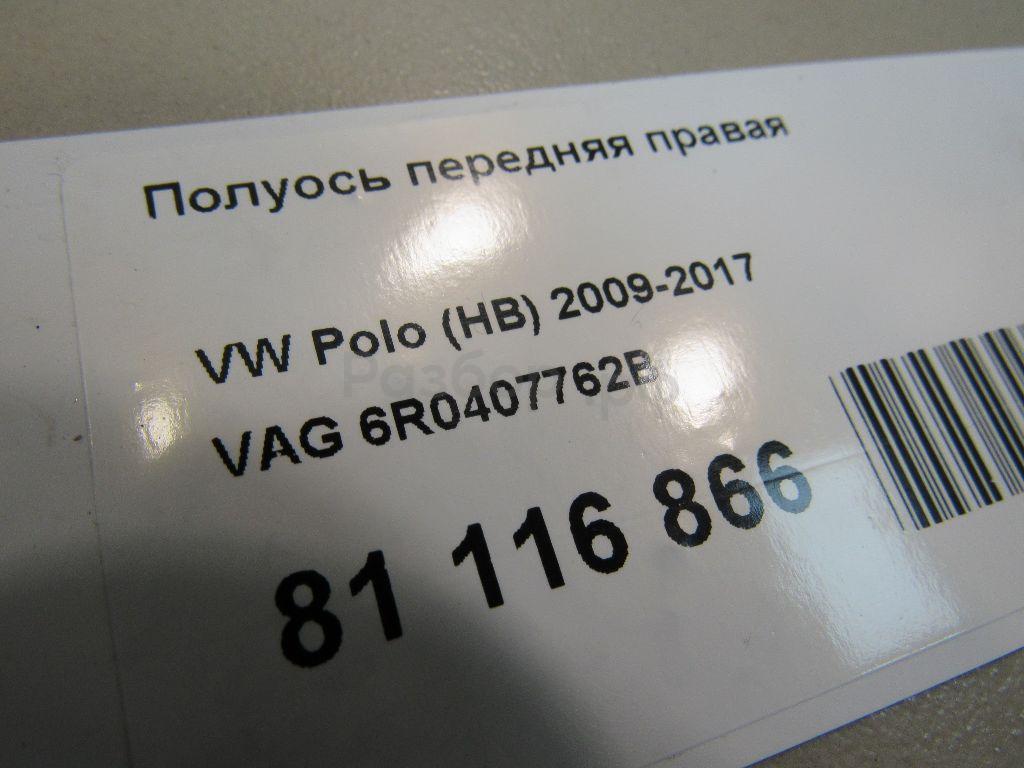 Полуось передняя правая
VW Polo (HB) 2009-2017
VAG 6R0407762B
81 116 866